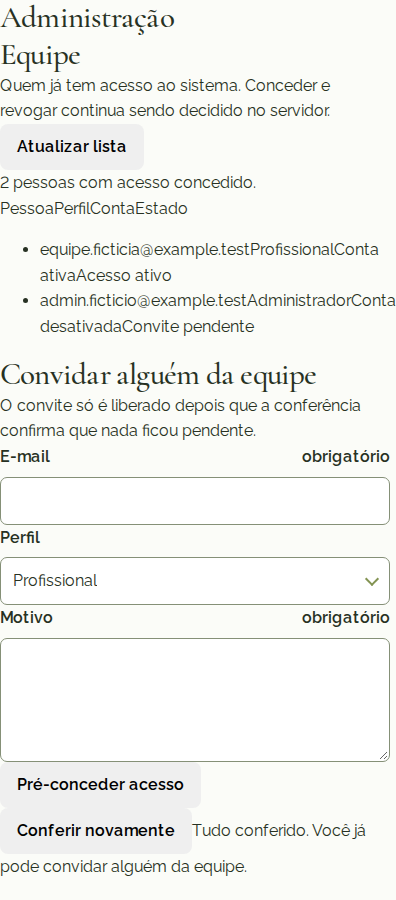 Administração
Equipe
Quem já tem acesso ao sistema. Conceder e
revogar continua sendo decidido no servidor.
Atualizar lista
2 pessoas com acesso concedido.
PessoaPerfilContaEstado
equipe.ficticia@example.testProfissionalConta
ativaAcesso ativo
admin.ficticio@example.testAdministradorConta
desativadaConvite pendente
Convidar alguém da equipe
O convite só é liberado depois que a conferência
confirma que nada ficou pendente.
E-mail obrigatório
Perfil
Profissional
Motivo obrigatório
Pré-conceder acesso
Conferir novamente Tudo conferido. Você já
pode convidar alguém da equipe.